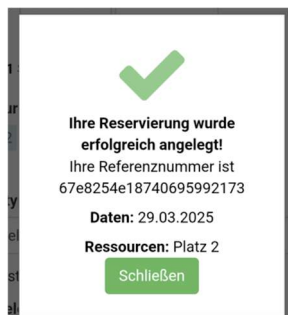 Ihre Reservierung wurde
erfolgreich angelegt!
Ihre Referenznummer ist
67e8254e18740695992173
Daten: 29.03.2025
Ressourcen: Platz 2
Schließen